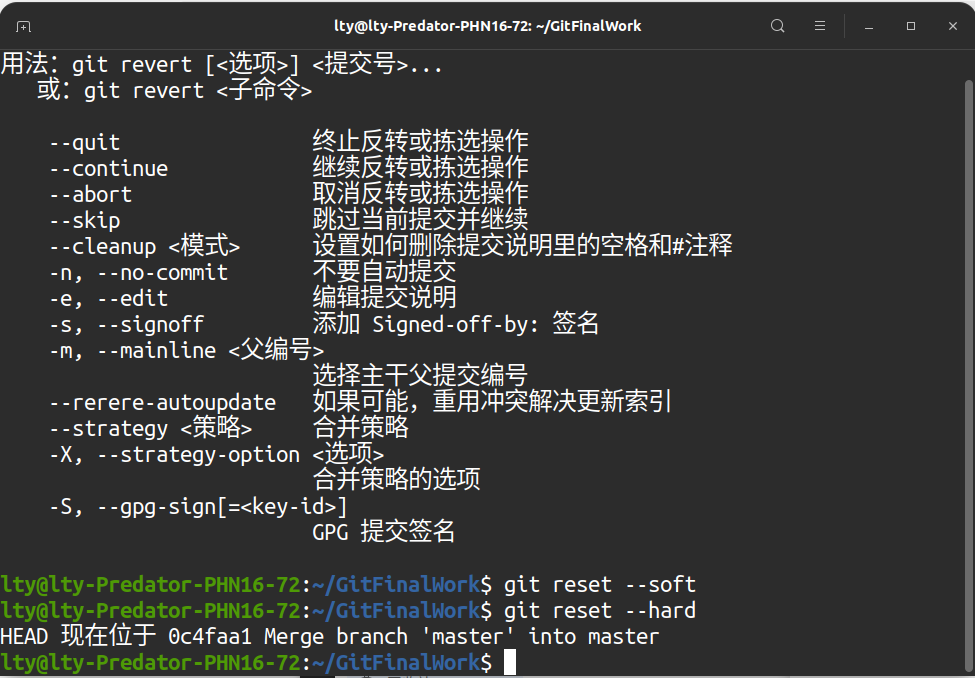 lty@lty-Predator-PHN16-72: ~/GitFinalWork
用法：git revert [<选项>] <提交号>...
或：git revert <子命令>
--quit 终止反转或拣选操作
--continue 继续反转或拣选操作
--abort 取消反转或拣选操作
--skip 跳过当前提交并继续
--cleanup <模式> 设置如何删除提交说明里的空格和#注释
-n, --no-commit 不要自动提交
-e, --edit 编辑提交说明
-s, --signoff 添加 Signed-off-by: 签名
-m, --mainline <父编号>
选择主干父提交编号
--rerere-autoupdate 如果可能，重用冲突解决更新索引
--strategy <策略> 合并策略
-X, --strategy-option <选项>
合并策略的选项
-S, --gpg-sign[=<key-id>]
GPG 提交签名
lty@lty-Predator-PHN16-72:~/GitFinalWork$ git reset --soft
lty@lty-Predator-PHN16-72:~/GitFinalWork$ git reset --hard
HEAD 现在位于 0c4faa1 Merge branch 'master' into master
lty@lty-Predator-PHN16-72:~/GitFinalWork$